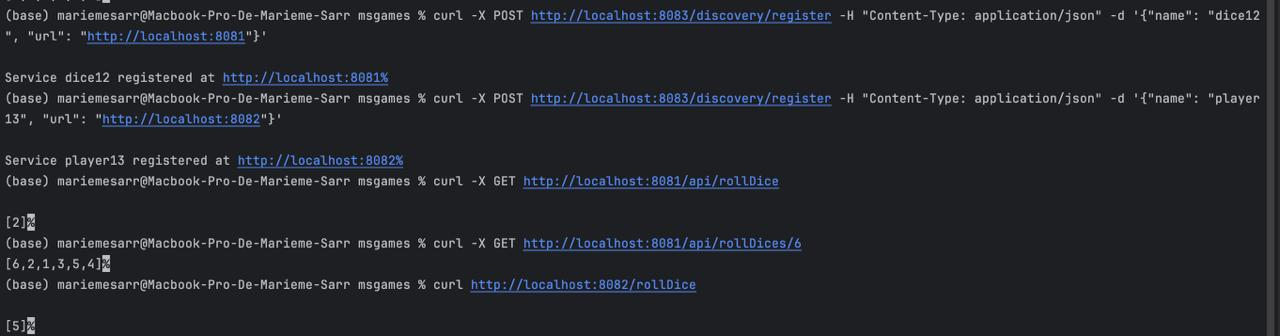 (base) mariemesarr@Macbook-Pro-De-Marieme-Sarr msgames % curl -X POST http://localhost:8083/discovery/register -H "Content-Type: application/json" -d '{"name": "dice12
", "url": "http://localhost:8081"}'
Service dice12 registered at http://localhost:8081%
(base) mariemesarr@Macbook-Pro-De-Marieme-Sarr msgames % curl -X POST http://localhost:8083/discovery/register -H "Content-Type: application/json" -d '{"name": "player
13", "url": "http://localhost:8082"}'
Service player13 registered at http://localhost:8082%
(base) mariemesarr@Macbook-Pro-De-Marieme-Sarr msgames % curl -X GET http://localhost:8081/api/rollDice
[2]%
(base) mariemesarr@Macbook-Pro-De-Marieme-Sarr msgames % curl -X GET http://localhost:8081/api/rollDices/6
[6,2,1,3,5,4]%
(base) mariemesarr@Macbook-Pro-De-Marieme-Sarr msgames % curl http://localhost:8082/rollDice
[5]%